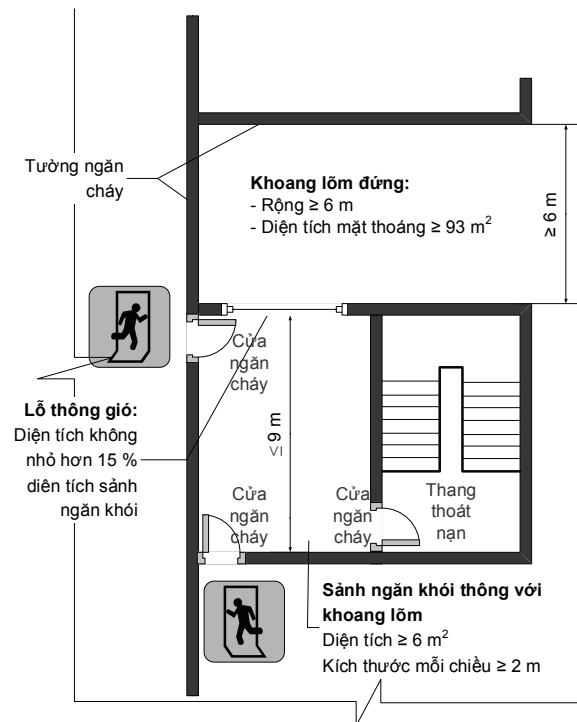 Tường ngăn
cháy
Khoang lõm đứng:
- Rộng ≥ 6 m
- Diện tích mặt thoáng ≥ 93 m²
≥ 6 m
Cửa
ngăn
cháy
Lỗ thông gió:
Diện tích không
nhỏ hơn 15 %
diên tích sảnh
ngăn khói
≤ 9 m
Cửa
ngăn
cháy
Cửa
ngăn
cháy
Thang
thoát
nạn
Sảnh ngăn khói thông với
khoang lõm
Diện tích ≥ 6 m²
Kích thước mỗi chiều ≥ 2 m